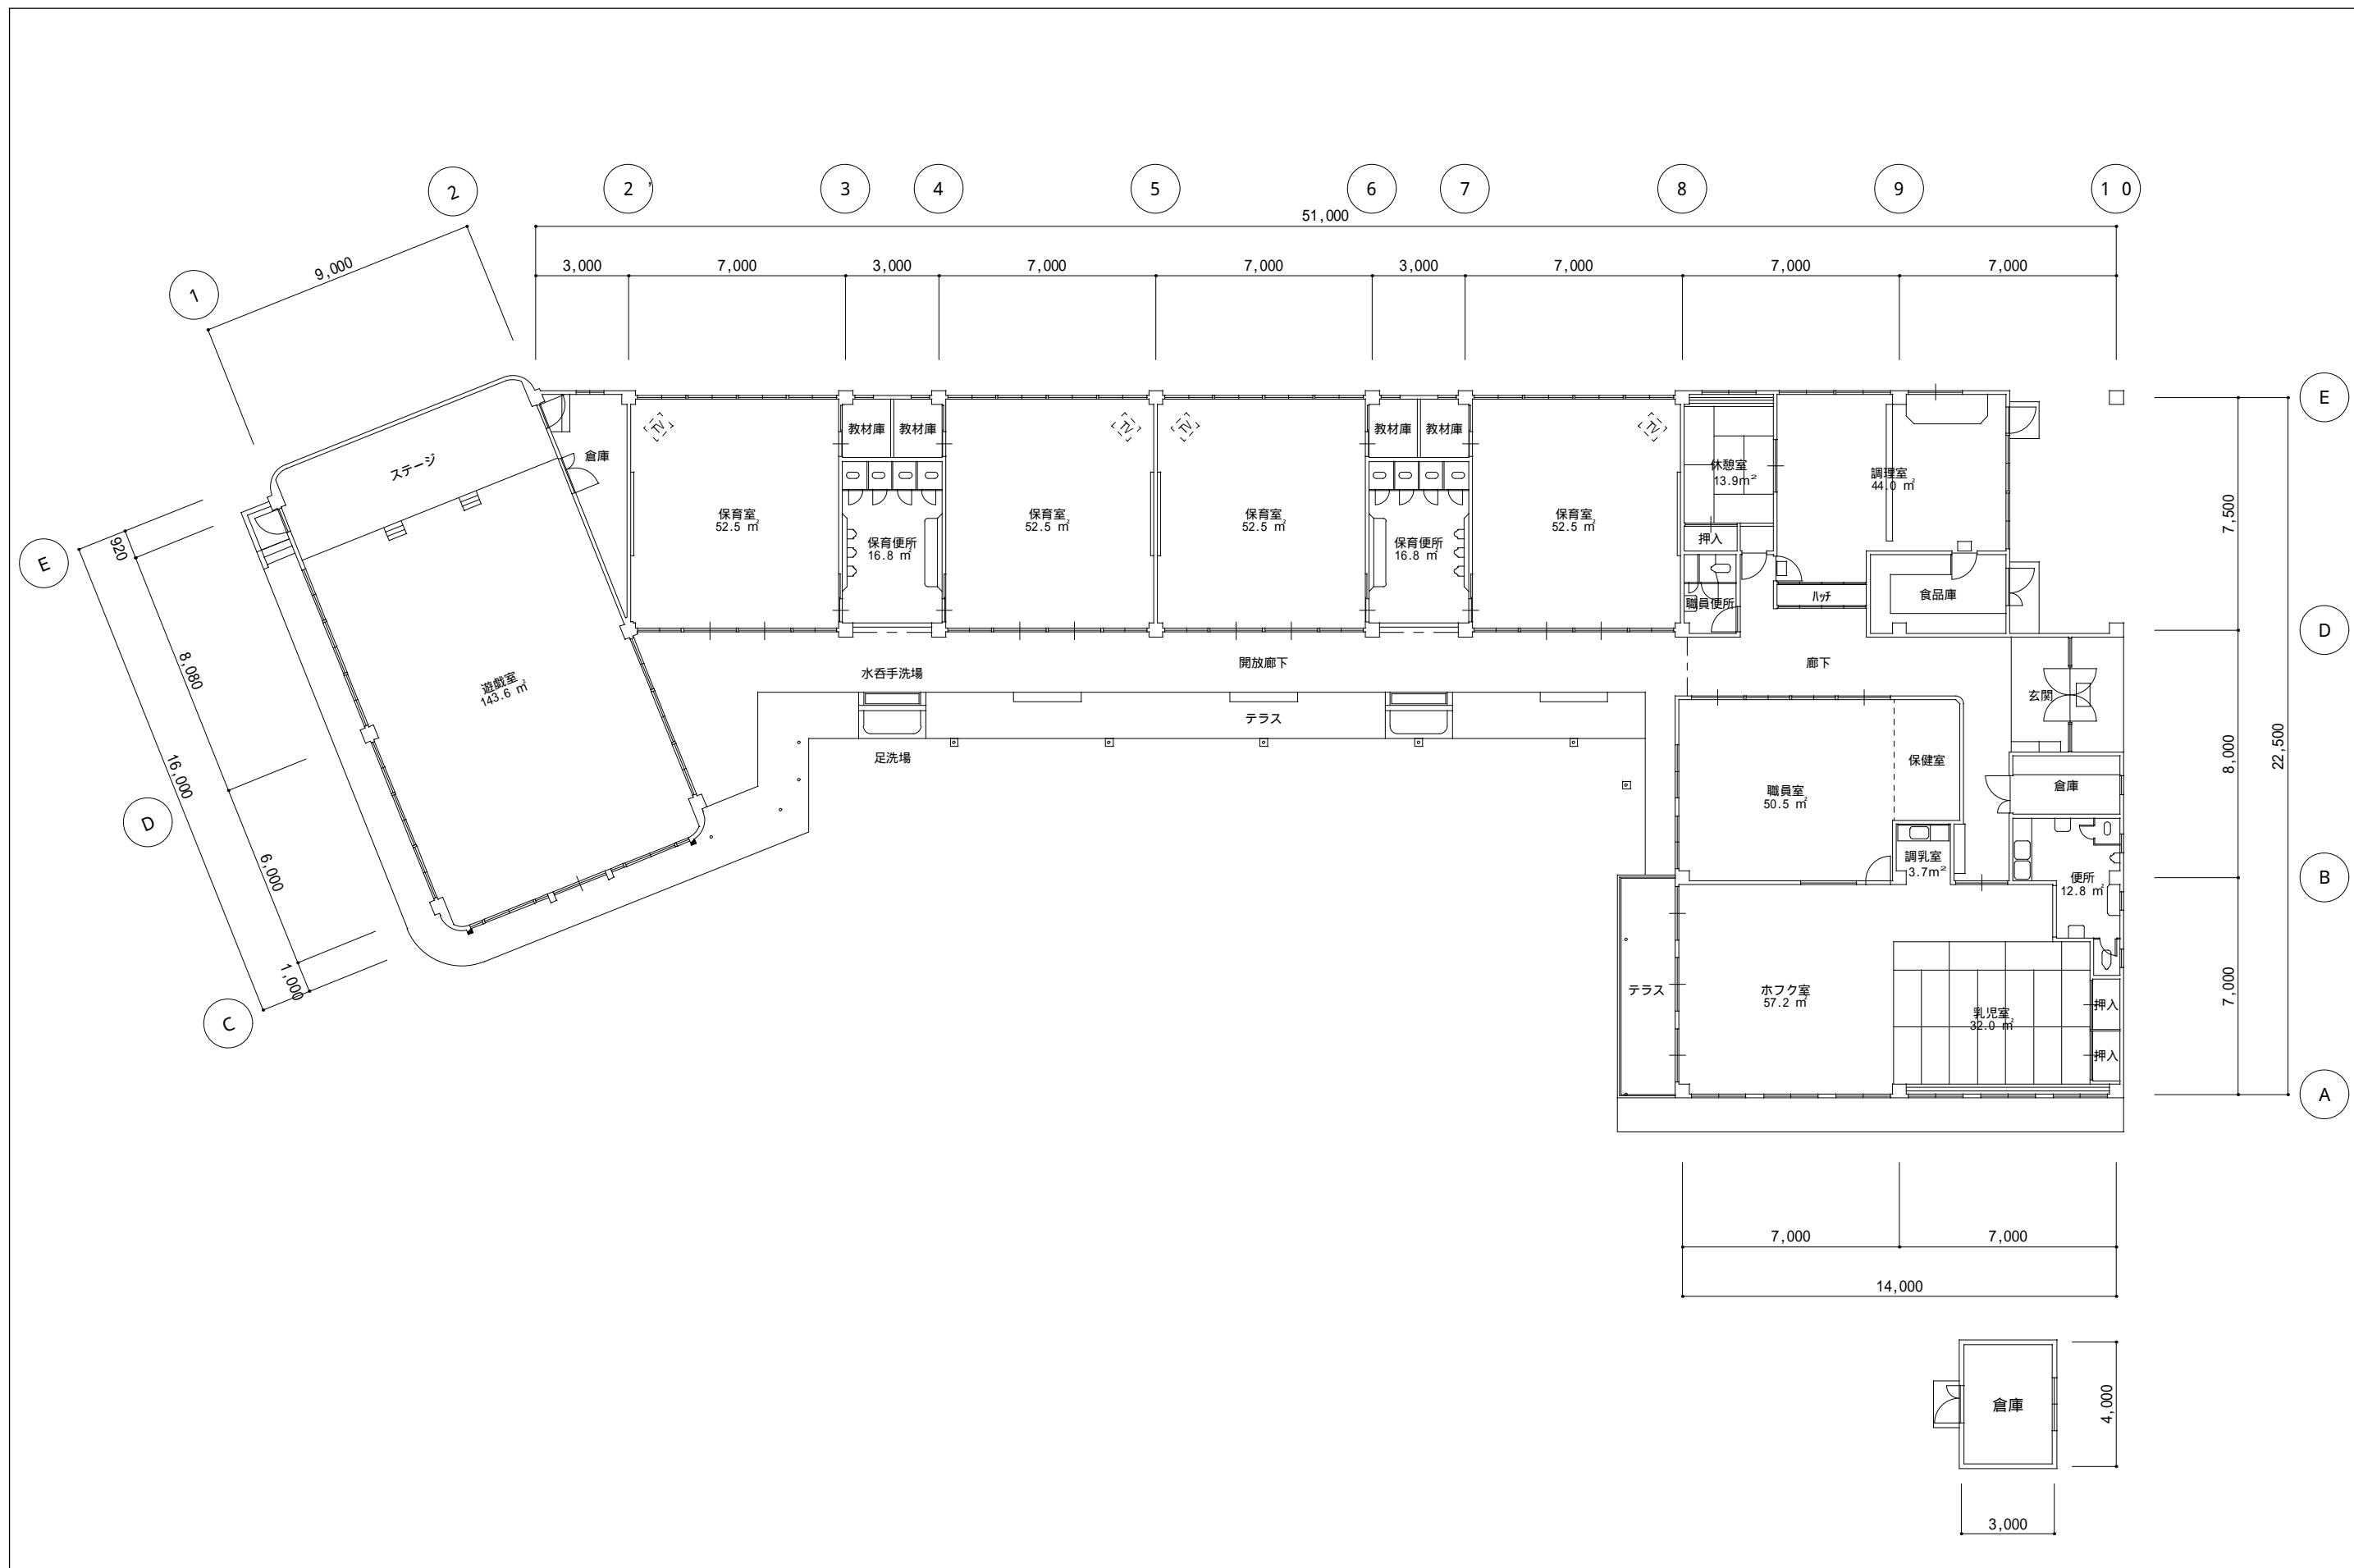 2
2'
3
4
5
6
7
8
9
10
51,000
3,000
7,000
3,000
7,000
7,000
3,000
7,000
7,000
7,000
1
9,000
E
ステージ
倉庫
TV
教材庫
教材庫
TV
TV
教材庫
教材庫
TV
休憩室
13.9m²
調理室
44.0 ㎡
保育室
52.5 ㎡
保育室
52.5 ㎡
保育室
52.5 ㎡
保育室
52.5 ㎡
7,500
保育便所
16.8 ㎡
保育便所
16.8 ㎡
押入
E
920
職員便所
ハッチ
食品庫
D
8,080
遊戯室
143.6 ㎡
水呑手洗場
開放廊下
廊下
玄関
テラス
足洗場
保健室
職員室
50.5 ㎡
倉庫
8,000
22,500
16,000
D
6,000
調乳室
3.7m²
便所
12.8 ㎡
B
1,000
C
テラス
ホフク室
57.2 ㎡
乳児室
32.0 ㎡
押入
押入
7,000
A
7,000
7,000
14,000
倉庫
4,000
3,000